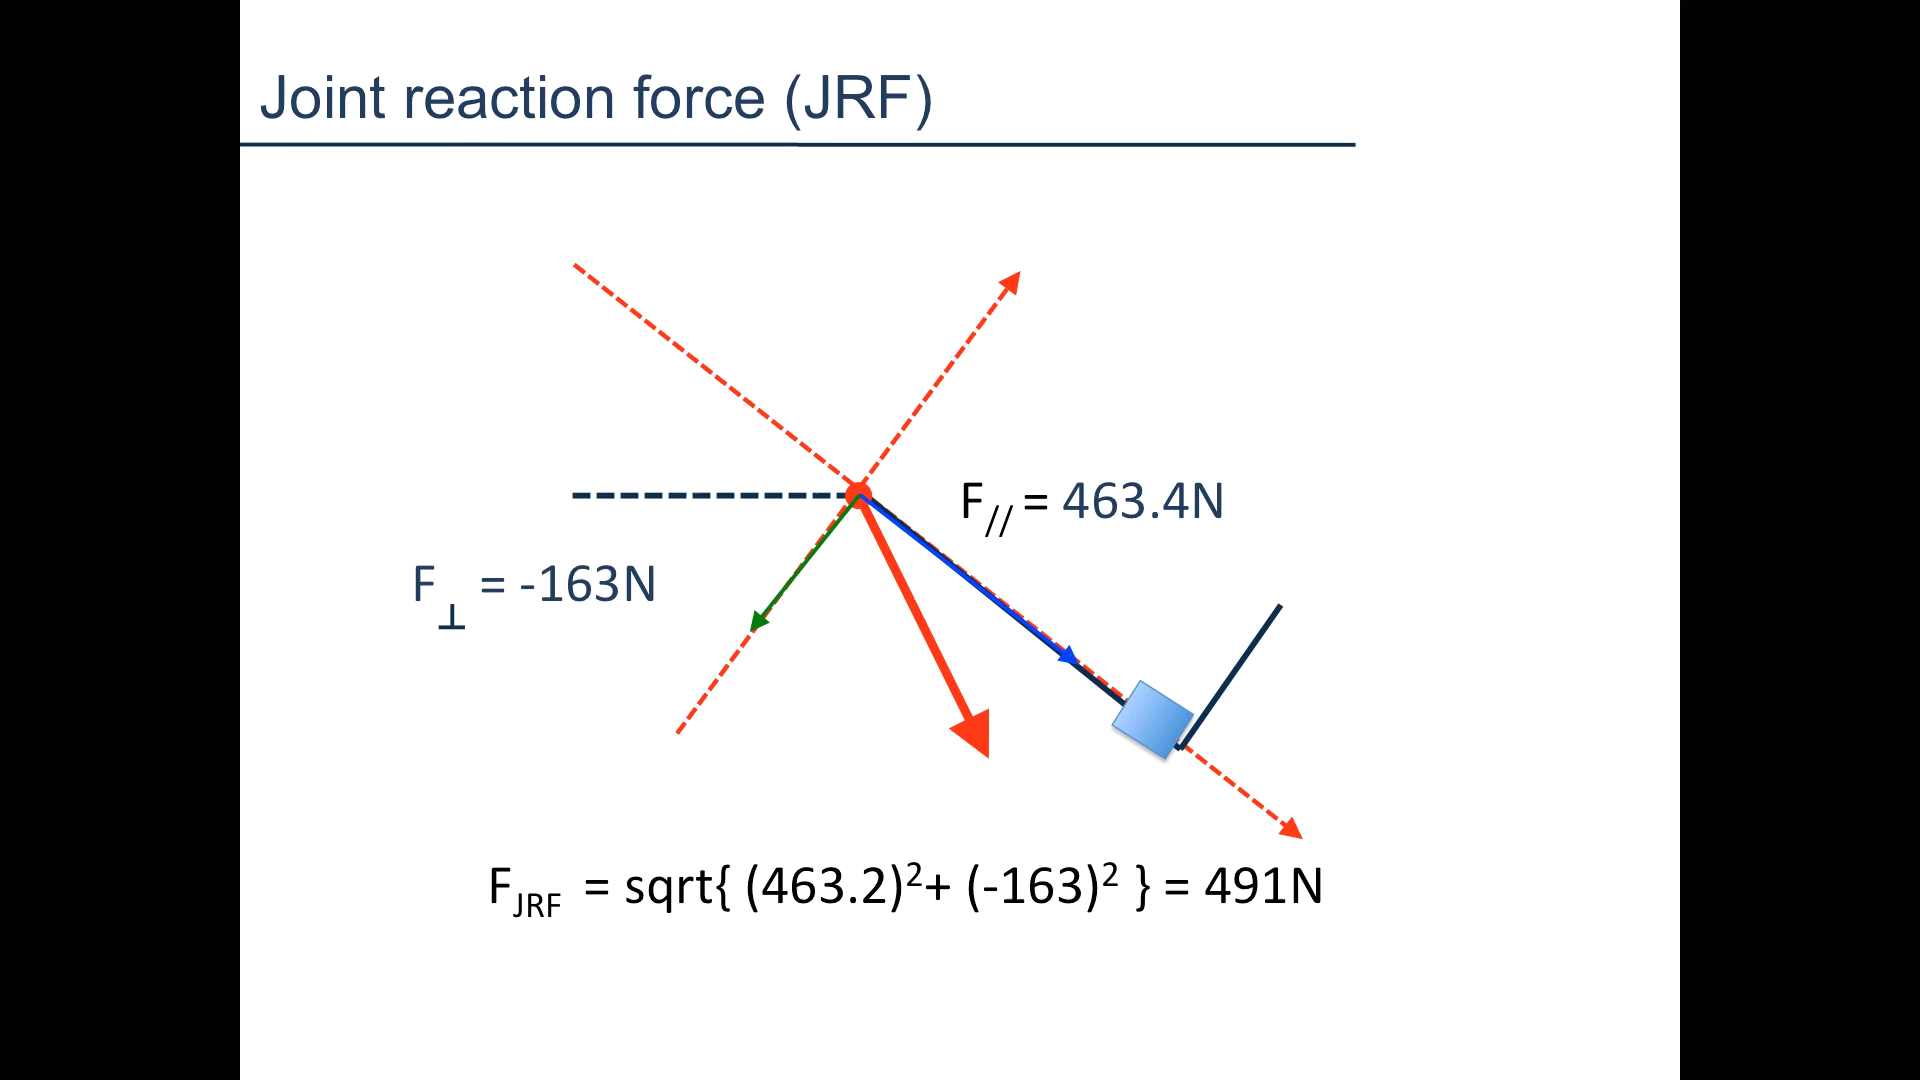 Joint reaction force (JRF)
F// = 463.4N
F⊥ = -163N
FJRF = sqrt{ (463.2)²+ (-163)² } = 491N